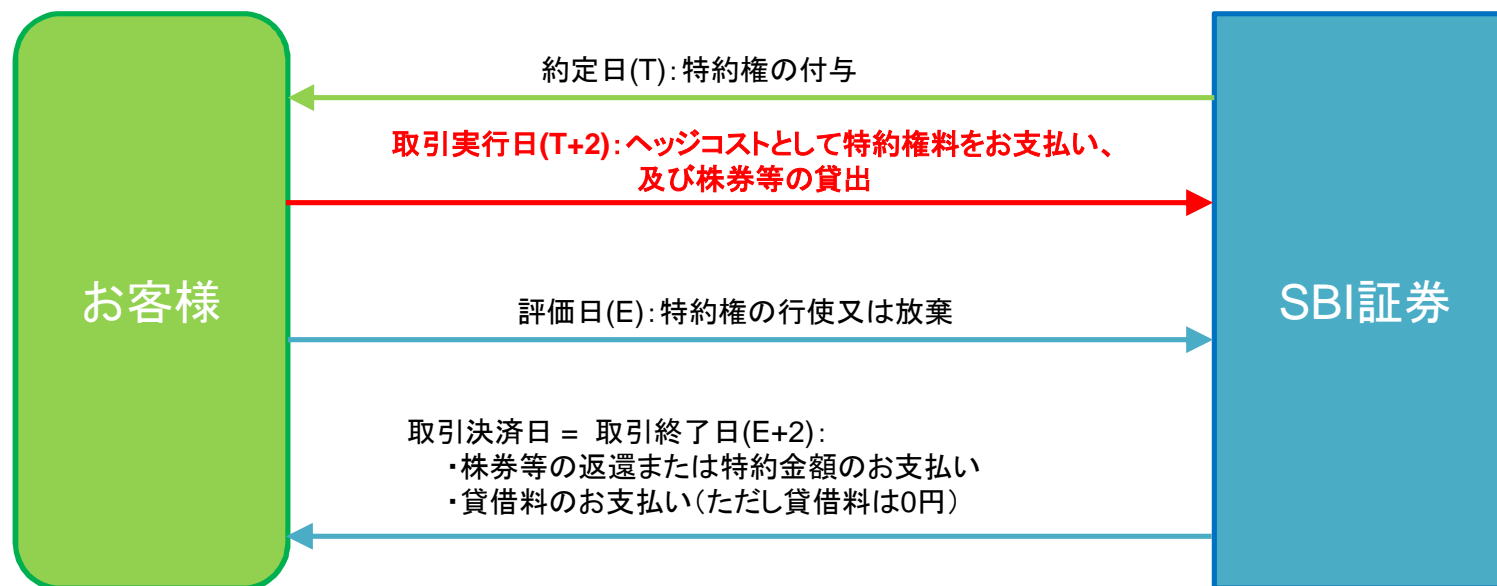 約定日(T):特約権の付与
取引実行日(T+2):ヘッジコストとして特約権料をお支払い、
及び株券等の貸出
お客様
SBI証券
評価日(E):特約権の行使又は放棄
取引決済日 = 取引終了日(E+2):
・株券等の返還または特約金額のお支払い
・貸借料のお支払い(ただし貸借料は0円)